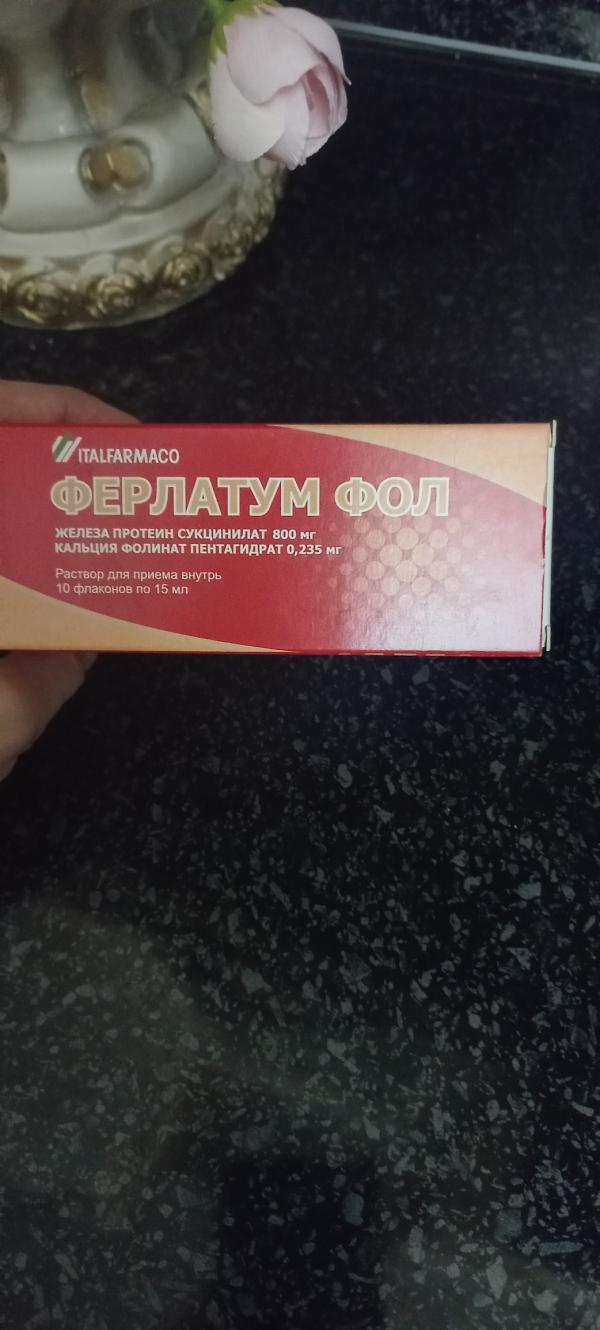 ITALFARMACO
ФЕРЛАТУМ ФОЛ
ЖЕЛЕЗА ПРОТЕИН СУКЦИНИЛАТ 800 мг
КАЛЬЦИЯ ФОЛИНАТ ПЕНТАГИДРАТ 0,235 мг
Раствор для приема внутрь
10 флаконов по 15 мл